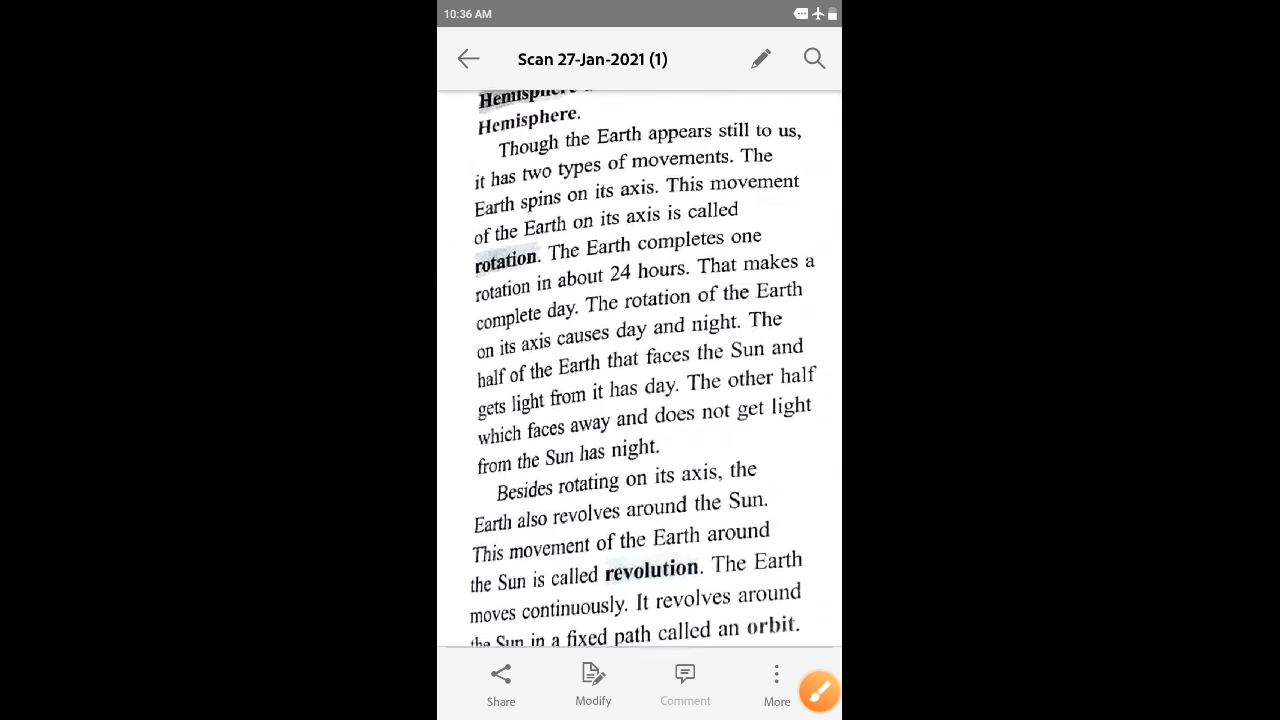 10:36 AM
Scan 27-Jan-2021 (1)
Hemisphere
Hemisphere.
Though the Earth appears still to us,
it has two types of movements. The
Earth spins on its axis. This movement
of the Earth on its axis is called
rotation. The Earth completes one
rotation in about 24 hours. That makes a
complete day. The rotation of the Earth
on its axis causes day and night. The
half of the Earth that faces the Sun and
gets light from it has day. The other half
which faces away and does not get light
from the Sun has night.
Besides rotating on its axis, the
Earth also revolves around the Sun.
This movement of the Earth around
the Sun is called revolution. The Earth
moves continuously. It revolves around
the Sun in a fixed path called an orbit.
Share
Modify
Comment
More